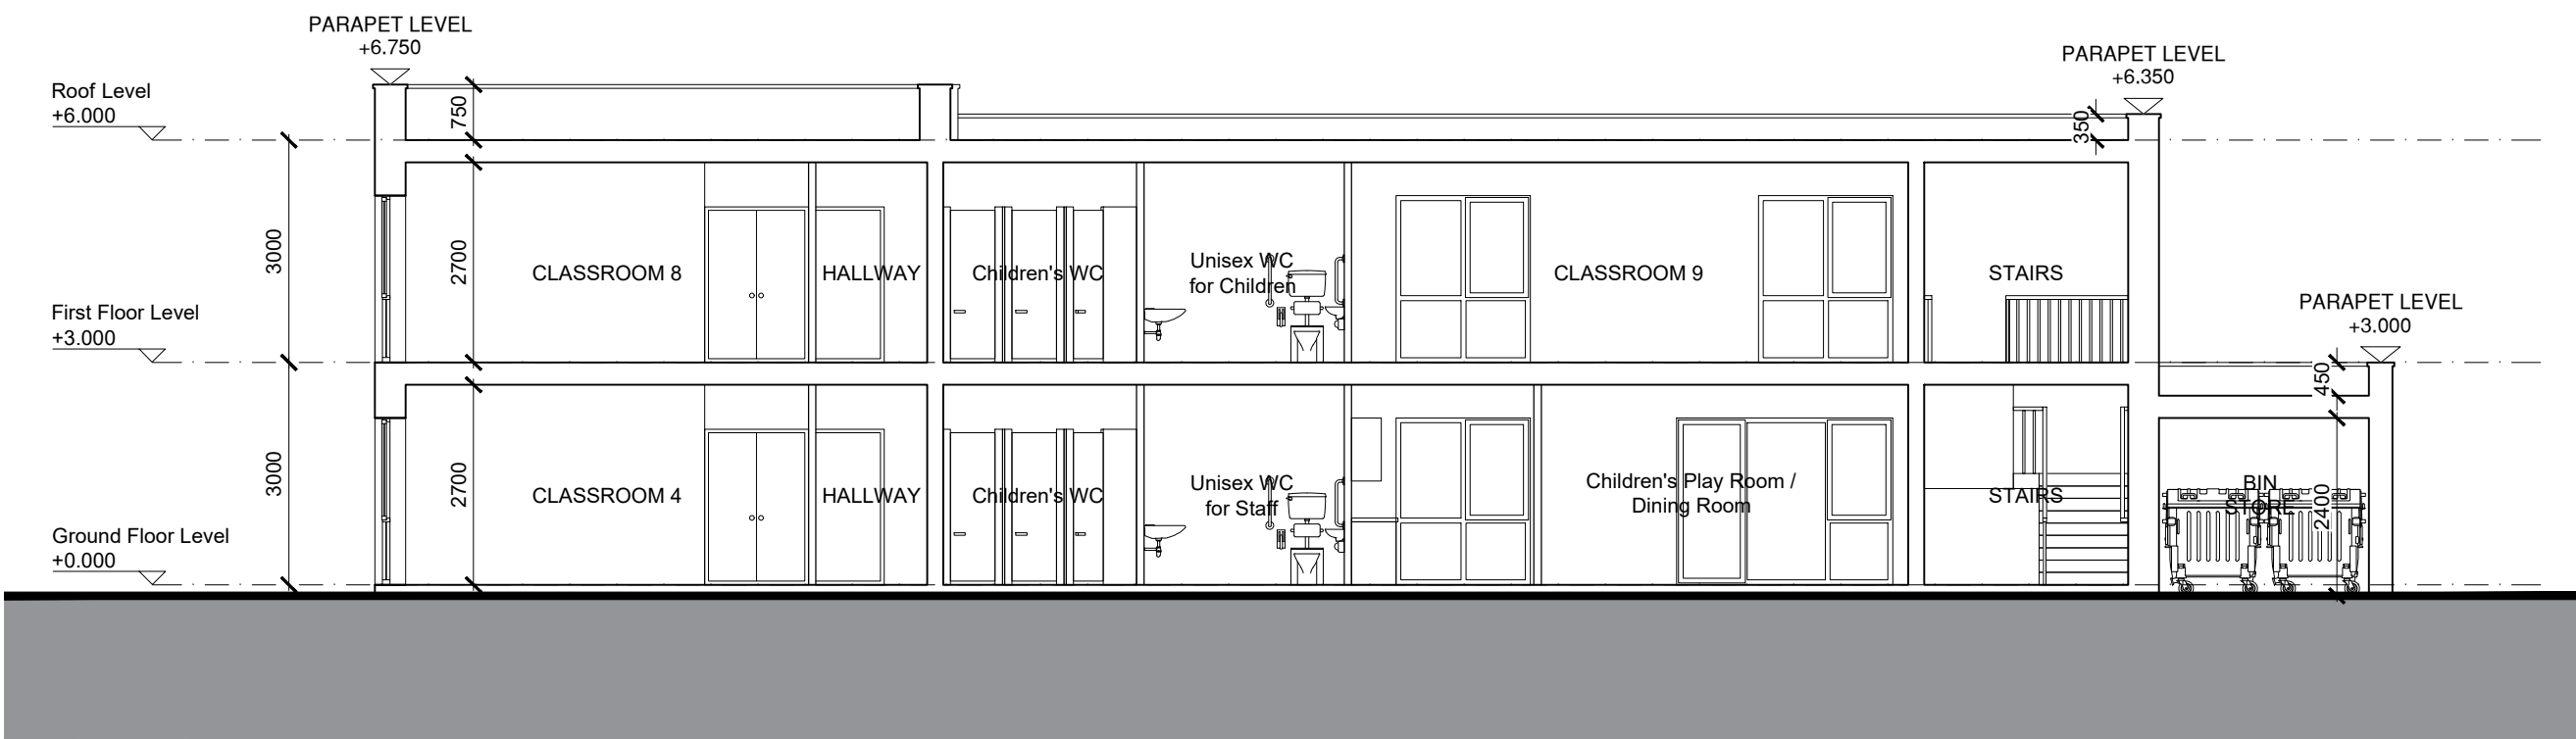 PARAPET LEVEL
+6.750
PARAPET LEVEL
+6.350
Roof Level
+6.000
750
350
3000
2700
CLASSROOM 8
HALLWAY
Children's WC
Unisex WC
for Children
CLASSROOM 9
STAIRS
First Floor Level
+3.000
PARAPET LEVEL
+3.000
450
3000
2700
CLASSROOM 4
HALLWAY
Children's WC
Unisex WC
for Staff
Children's Play Room /
Dining Room
STAIRS
BIN
STORE
2400
Ground Floor Level
+0.000